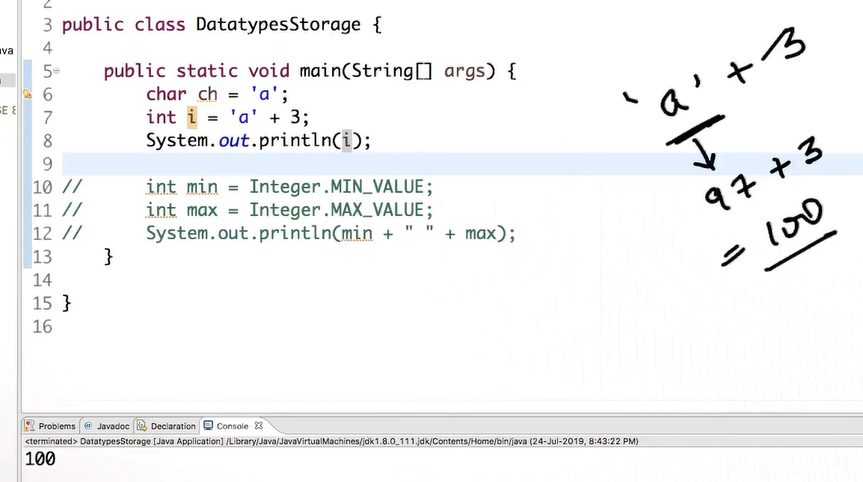 2
3 public class DatatypesStorage {
4
5 public static void main(String[] args) {
6 char ch = 'a';
7 int i = 'a' + 3;
8 System.out.println(i);
9
10 // int min = Integer.MIN_VALUE;
11 // int max = Integer.MAX_VALUE;
12 // System.out.println(min + " " + max);
13 }
14
15 }
16
'a' + 3
97 + 3
= 100
ava
SE 8
Problems @ Javadoc Declaration Console
<terminated> DatatypesStorage [Java Application] /Library/Java/JavaVirtualMachines/jdk1.8.0_111.jdk/Contents/Home/bin/java (24-Jul-2019, 8:43:22 PM)
100